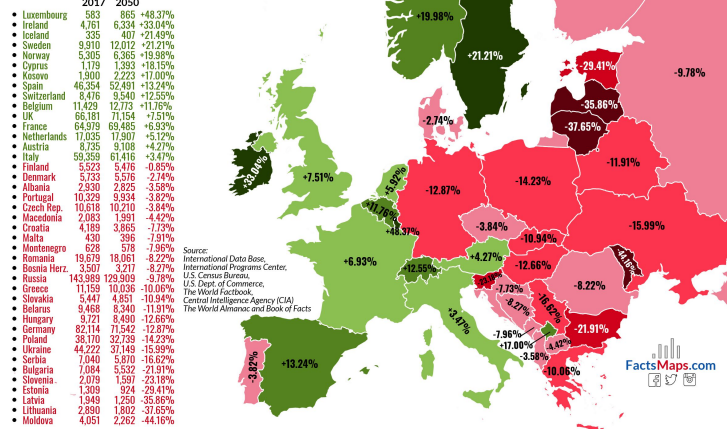 2017 2050
• Luxembourg 583 865 +48.37%
• Ireland 4,761 6,334 +33.04%
• Iceland 335 407 +21.49%
• Sweden 9,910 12,012 +21.21%
• Norway 5,305 6,365 +19.98%
• Cyprus 1,179 1,393 +18.15%
• Kosovo 1,900 2,223 +17.00%
• Spain 46,354 52,491 +13.24%
• Switzerland 8,476 9,540 +12.55%
• Belgium 11,429 12,773 +11.76%
• UK 66,181 71,154 +7.51%
• France 64,979 69,485 +6.93%
• Netherlands 17,035 17,907 +5.12%
• Austria 8,735 9,108 +4.27%
• Italy 59,359 61,416 +3.47%
• Finland 5,523 5,476 -0.85%
• Denmark 5,733 5,576 -2.74%
• Albania 2,930 2,825 -3.58%
• Portugal 10,329 9,934 -3.82%
• Czech Rep. 10,618 10,210 -3.84%
• Macedonia 2,083 1,991 -4.42%
• Croatia 4,189 3,865 -7.73%
• Malta 430 396 -7.91%
• Montenegro 628 578 -7.96%
• Romania 19,679 18,061 -8.22%
• Bosnia Herz. 3,507 3,217 -8.27%
• Russia 143,989 129,909 -9.78%
• Greece 11,159 10,036 -10.06%
• Slovakia 5,447 4,851 -10.94%
• Belarus 9,468 8,340 -11.91%
• Hungary 9,721 8,490 -12.66%
• Germany 82,114 71,542 -12.87%
• Poland 38,170 32,739 -14.23%
• Ukraine 44,222 37,149 -15.99%
• Serbia 7,040 5,870 -16.62%
• Bulgaria 7,084 5,532 -21.91%
• Slovenia 2,079 1,597 -23.18%
• Estonia 1,309 924 -29.41%
• Latvia 1,949 1,250 -35.86%
• Lithuania 2,890 1,802 -37.65%
• Moldova 4,051 2,262 -44.16%
Source:
International Data Base,
International Programs Center,
U.S. Census Bureau,
U.S. Dept. of Commerce,
The World Factbook,
Central Intelligence Agency (CIA)
The World Almanac and Book of Facts
+19.98%
+21.21%
-29.41%
-9.78%
-35.86%
-2.74%
-37.65%
-11.91%
+33.04%
+7.51%
+5.92%
-12.87%
-14.23%
+11.76%
-3.84%
-15.99%
+48.37%
-10.94%
+6.93%
+12.55%
+4.27%
-12.66%
-44.16%
-23.18%
-7.73%
-8.22%
-8.27%
-16.62%
+3.47%
-21.91%
-7.96%
+17.00%
-4.42%
-3.58%
-3.82%
+13.24%
-10.06%
FactsMaps.com